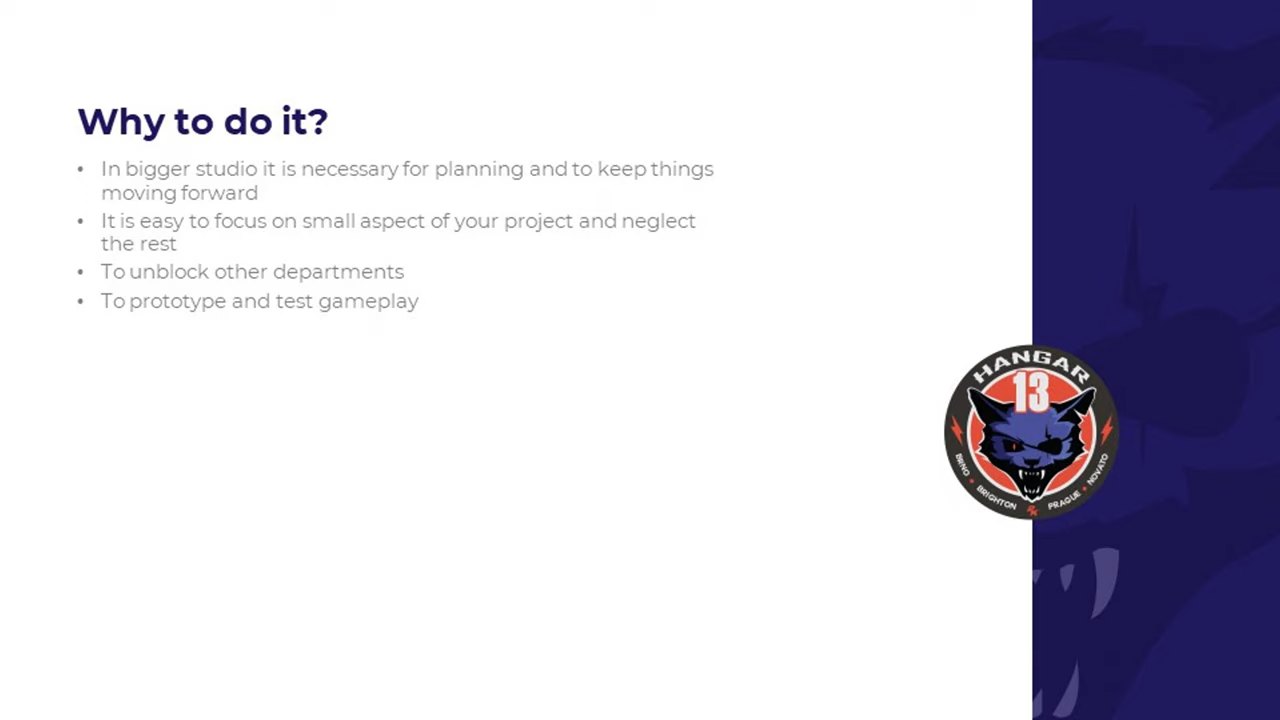 Why to do it?
• In bigger studio it is necessary for planning and to keep things
moving forward
• It is easy to focus on small aspect of your project and neglect
the rest
• To unblock other departments
• To prototype and test gameplay
HANGAR
13
BRNO • BRIGHTON 2K PRAGUE • NOVATO